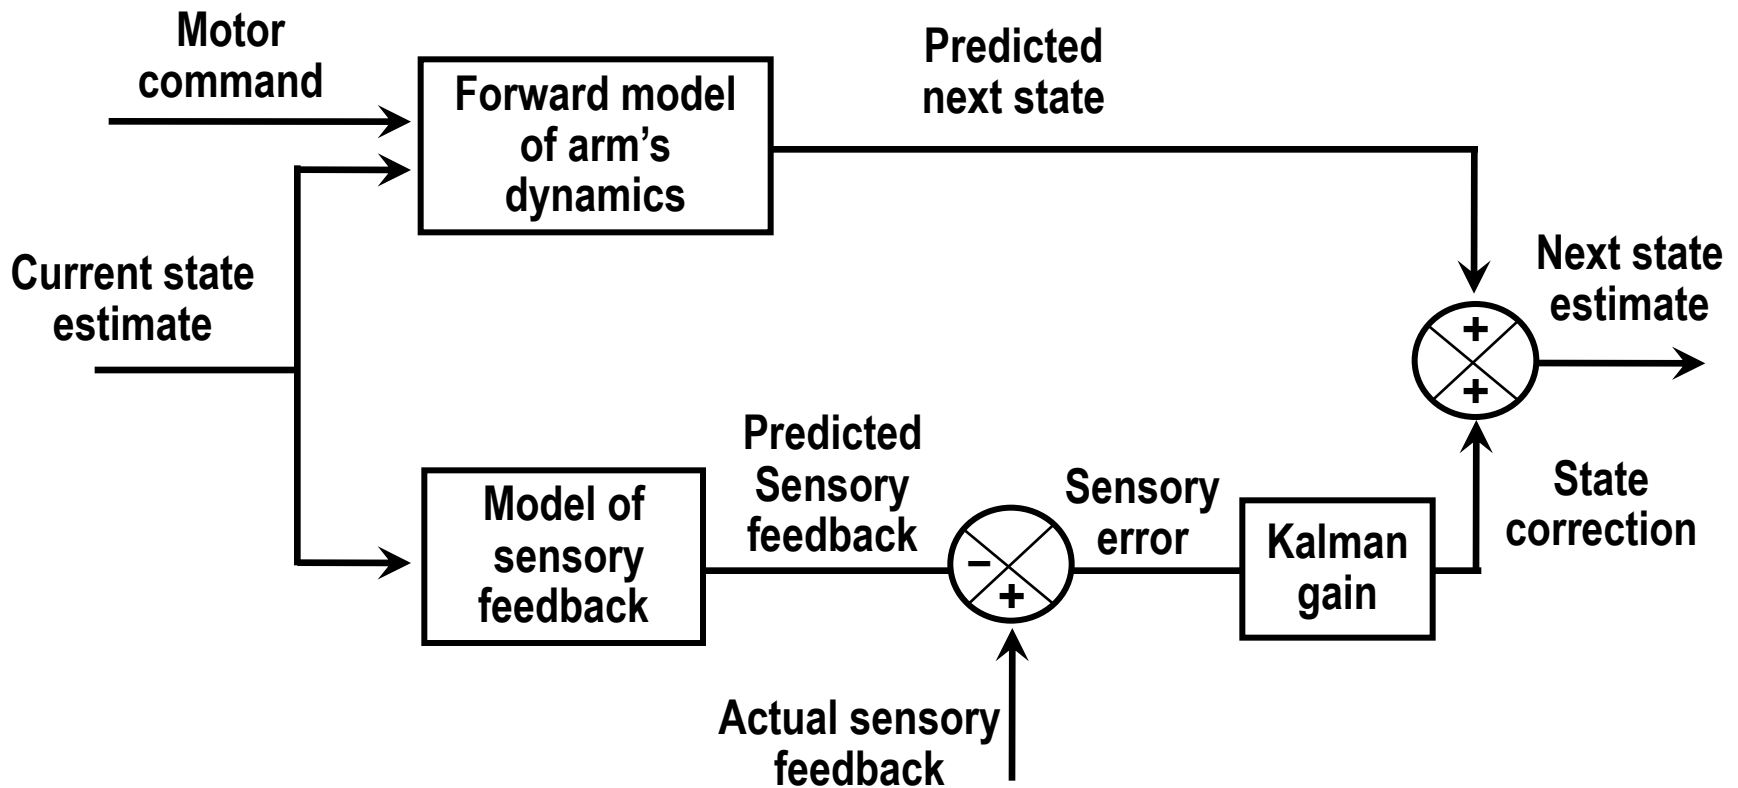 Motor
command
Forward model
of arm's
dynamics
Predicted
next state
Current state
estimate
Next state
estimate
+
+
Model of
sensory
feedback
Predicted
Sensory
feedback
−
+
Sensory
error
Kalman
gain
State
correction
Actual sensory
feedback